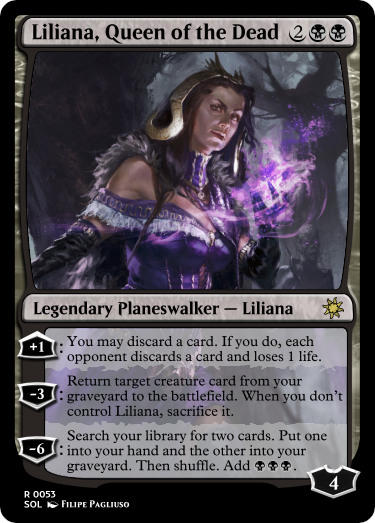 Liliana, Queen of the Dead 2
Legendary Planeswalker — Liliana
+1: You may discard a card. If you do, each
opponent discards a card and loses 1 life.
-3: Return target creature card from your
graveyard to the battlefield. When you don't
control Liliana, sacrifice it.
-6: Search your library for two cards. Put one
into your hand and the other into your
graveyard. Then shuffle. Add .
4
R 0053
SOL Filipe Pagliuso